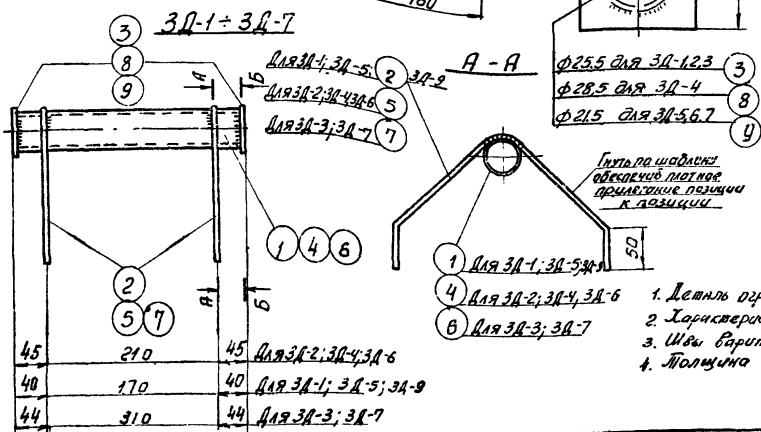 160
3Д-1 ÷ 3Д-7
3
8
9
А
Б
Для 3Д-1; 3Д-5; 3Д-9
2
Для 3Д-2; 3Д-4 3Д-6
5
Для 3Д-3; 3Д-7
7
А - А
ф 25,5 для 3Д-1,2,3
3
ф 28,5 для 3Д-4
8
ф 21,5 для 3Д-5,6,7
9
Гнуть по шаблону
обеспечив плотное
прилегание позиции
к позиции
50
1 4 6
2
5 7
А
Б
1 Для 3Д-1; 3Д-5; 3Д-9
4 Для 3Д-2; 3Д-4, 3Д-6
6 Для 3Д-3; 3Д-7
1. Деталь
2.
3. Швы
4. Толщина
45 210 45 Для 3Д-2; 3Д-4; 3Д-6
40 170 40 Для 3Д-1; 3Д-5; 3Д-9
44 310 44 Для 3Д-3; 3Д-7